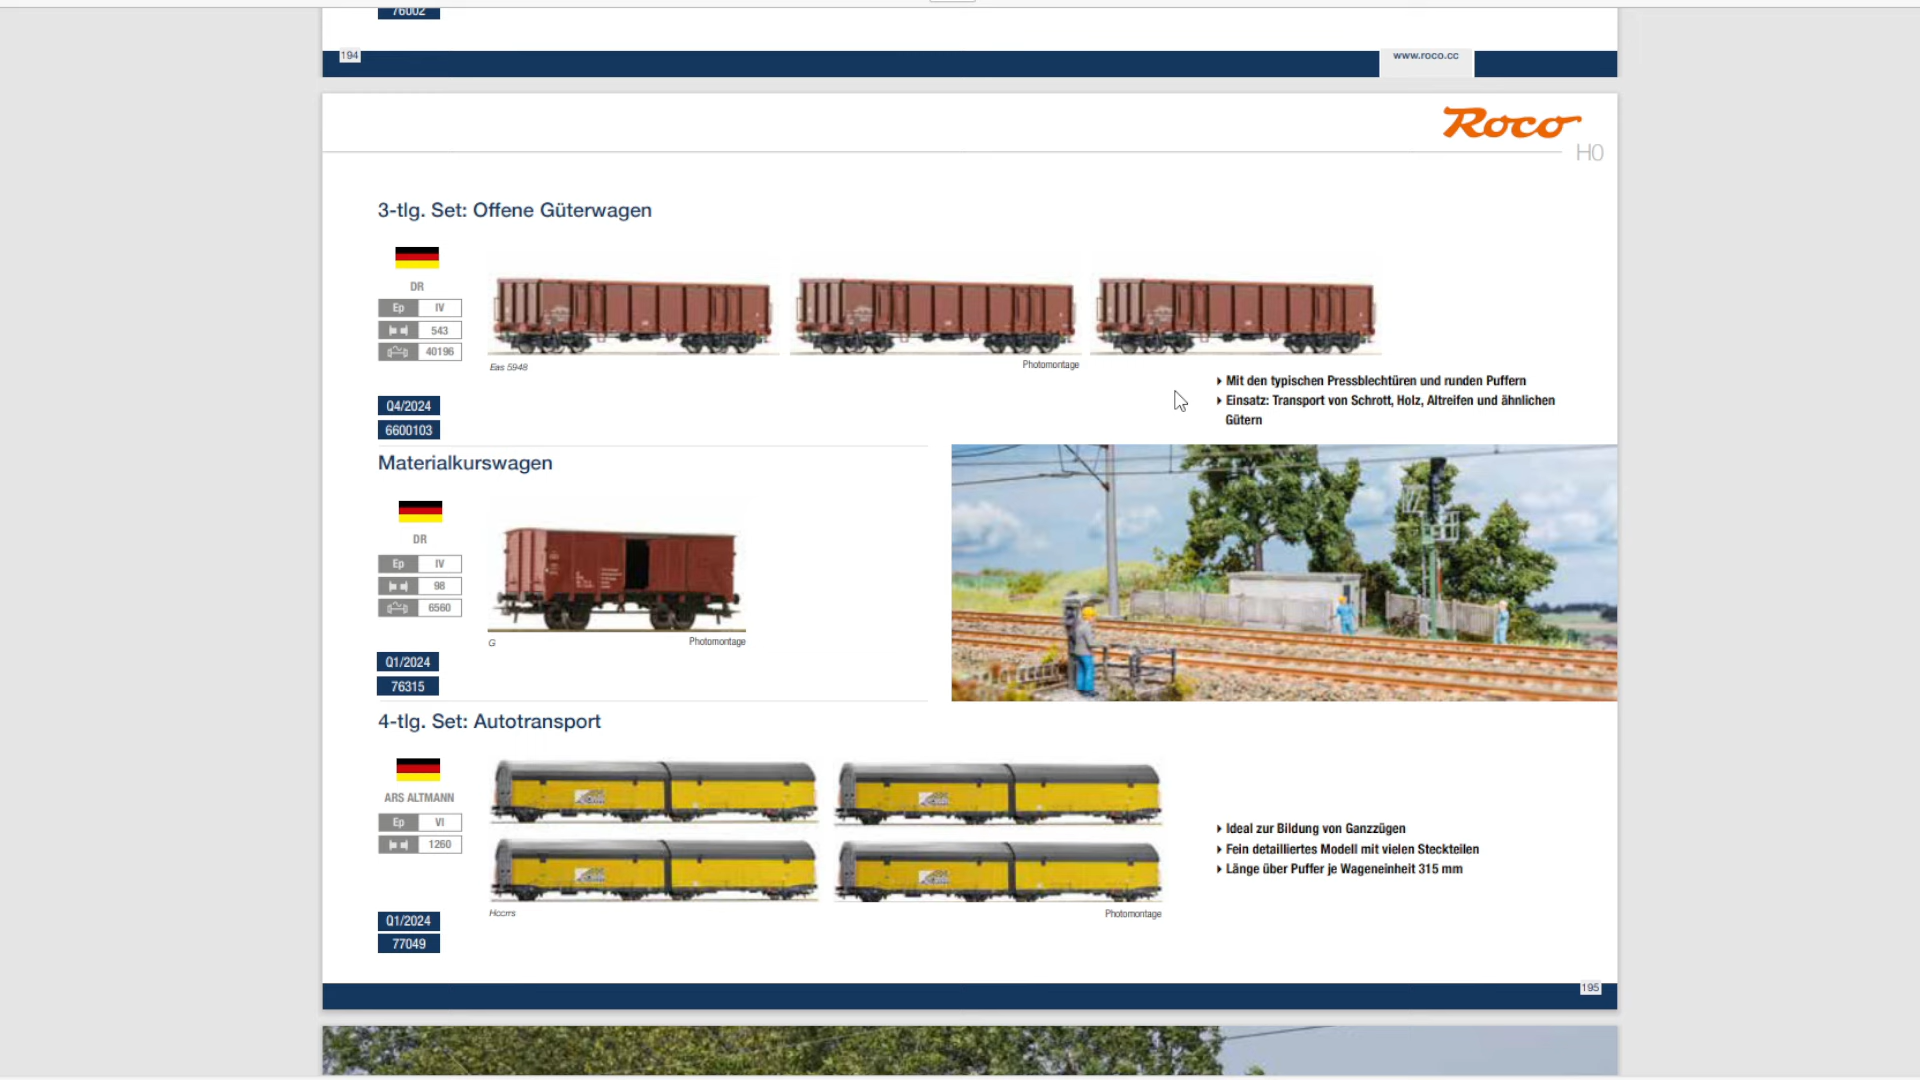 76002
194
www.roco.cc
Roco
H0
3-tlg. Set: Offene Güterwagen
DR
Ep IV
543
40196
Eas 5948
Photomontage
Mit den typischen Pressblechtüren und runden Puffern
Einsatz: Transport von Schrott, Holz, Altreifen und ähnlichen
Gütern
Q4/2024
6600103
Materialkurswagen
DR
Ep IV
98
6560
G
Photomontage
Q1/2024
76315
4-tlg. Set: Autotransport
ARS ALTMANN
Ep VI
1260
Ideal zur Bildung von Ganzzügen
Fein detailliertes Modell mit vielen Steckteilen
Länge über Puffer je Wageneinheit 315 mm
Hccrrs
Photomontage
Q1/2024
77049
195